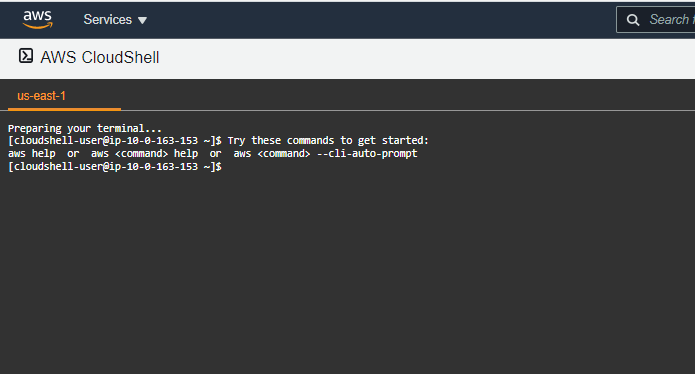 aws
Services
Search
AWS CloudShell
us-east-1
Preparing your terminal...
[cloudshell-user@ip-10-0-163-153 ~]$ Try these commands to get started:
aws help or aws <command> help or aws <command> --cli-auto-prompt
[cloudshell-user@ip-10-0-163-153 ~]$